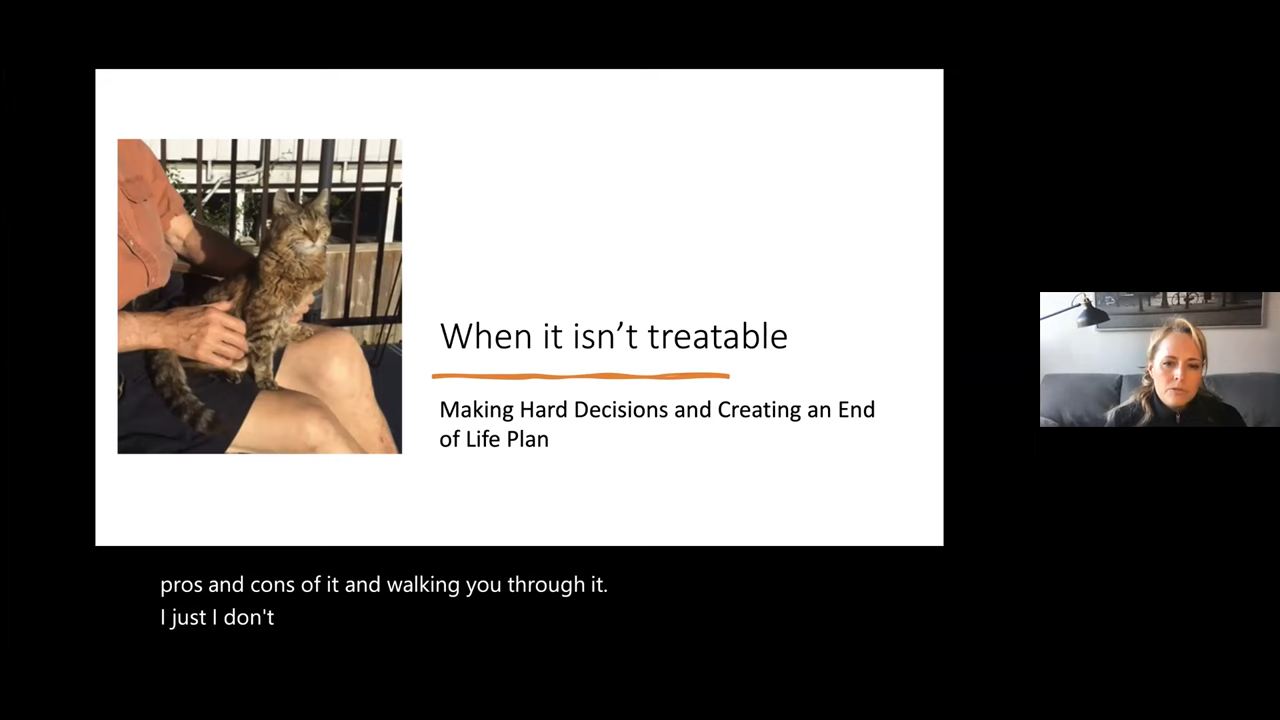 When it isn’t treatable
Making Hard Decisions and Creating an End
of Life Plan
pros and cons of it and walking you through it.
I just I don't